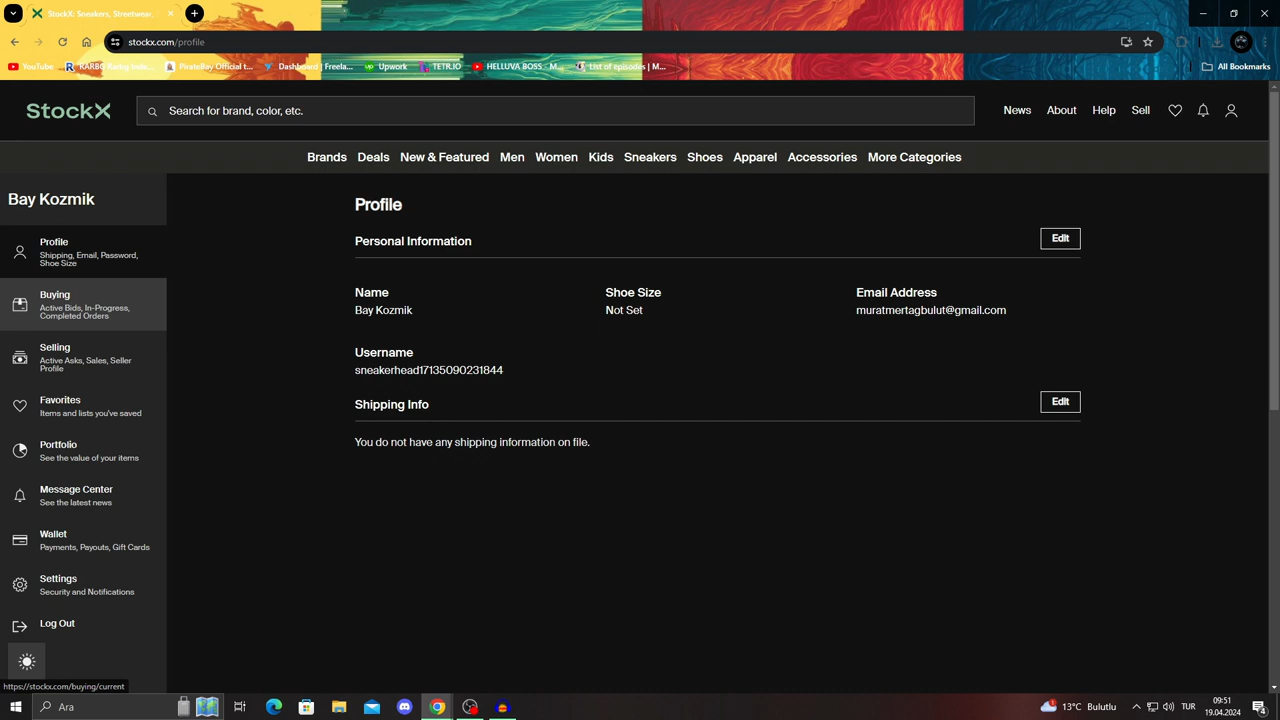 StockX: Sneakers, Streetwear,
stockx.com/profile
YouTube
PirateBay Official t...
Dashboard | Freela...
Upwork
TETR.IO
HELLUVA BOSS_ M...
List of episodes | M...
All Bookmarks
StockX
Search for brand, color, etc.
News
About
Help
Sell
Brands
Deals
New & Featured
Men
Women
Kids
Sneakers
Shoes
Apparel
Accessories
More Categories
Bay Kozmik
Profile
Shipping, Email, Password,
Shoe Size
Buying
Active Bids, In-Progress,
Completed Orders
Selling
Active Asks, Sales, Seller
Profile
Favorites
Items and lists you've saved
Portfolio
See the value of your items
Message Center
See the latest news
Wallet
Payments, Payouts, Gift Cards
Settings
Security and Notifications
Log Out
Profile
Personal Information
Edit
Name
Bay Kozmik
Shoe Size
Not Set
Email Address
muratmertagbulut@gmail.com
Username
sneakerhead17135090231844
Shipping Info
Edit
You do not have any shipping information on file.
https://stockx.com/buying/current
Ara
13°C Bulutlu
TUR
09:51
19.04.2024
4